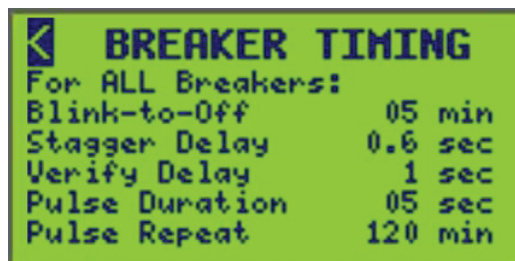 < BREAKER TIMING
For ALL Breakers:
Blink-to-Off 05 min
Stagger Delay 0.6 sec
Verify Delay 1 sec
Pulse Duration 05 sec
Pulse Repeat 120 min